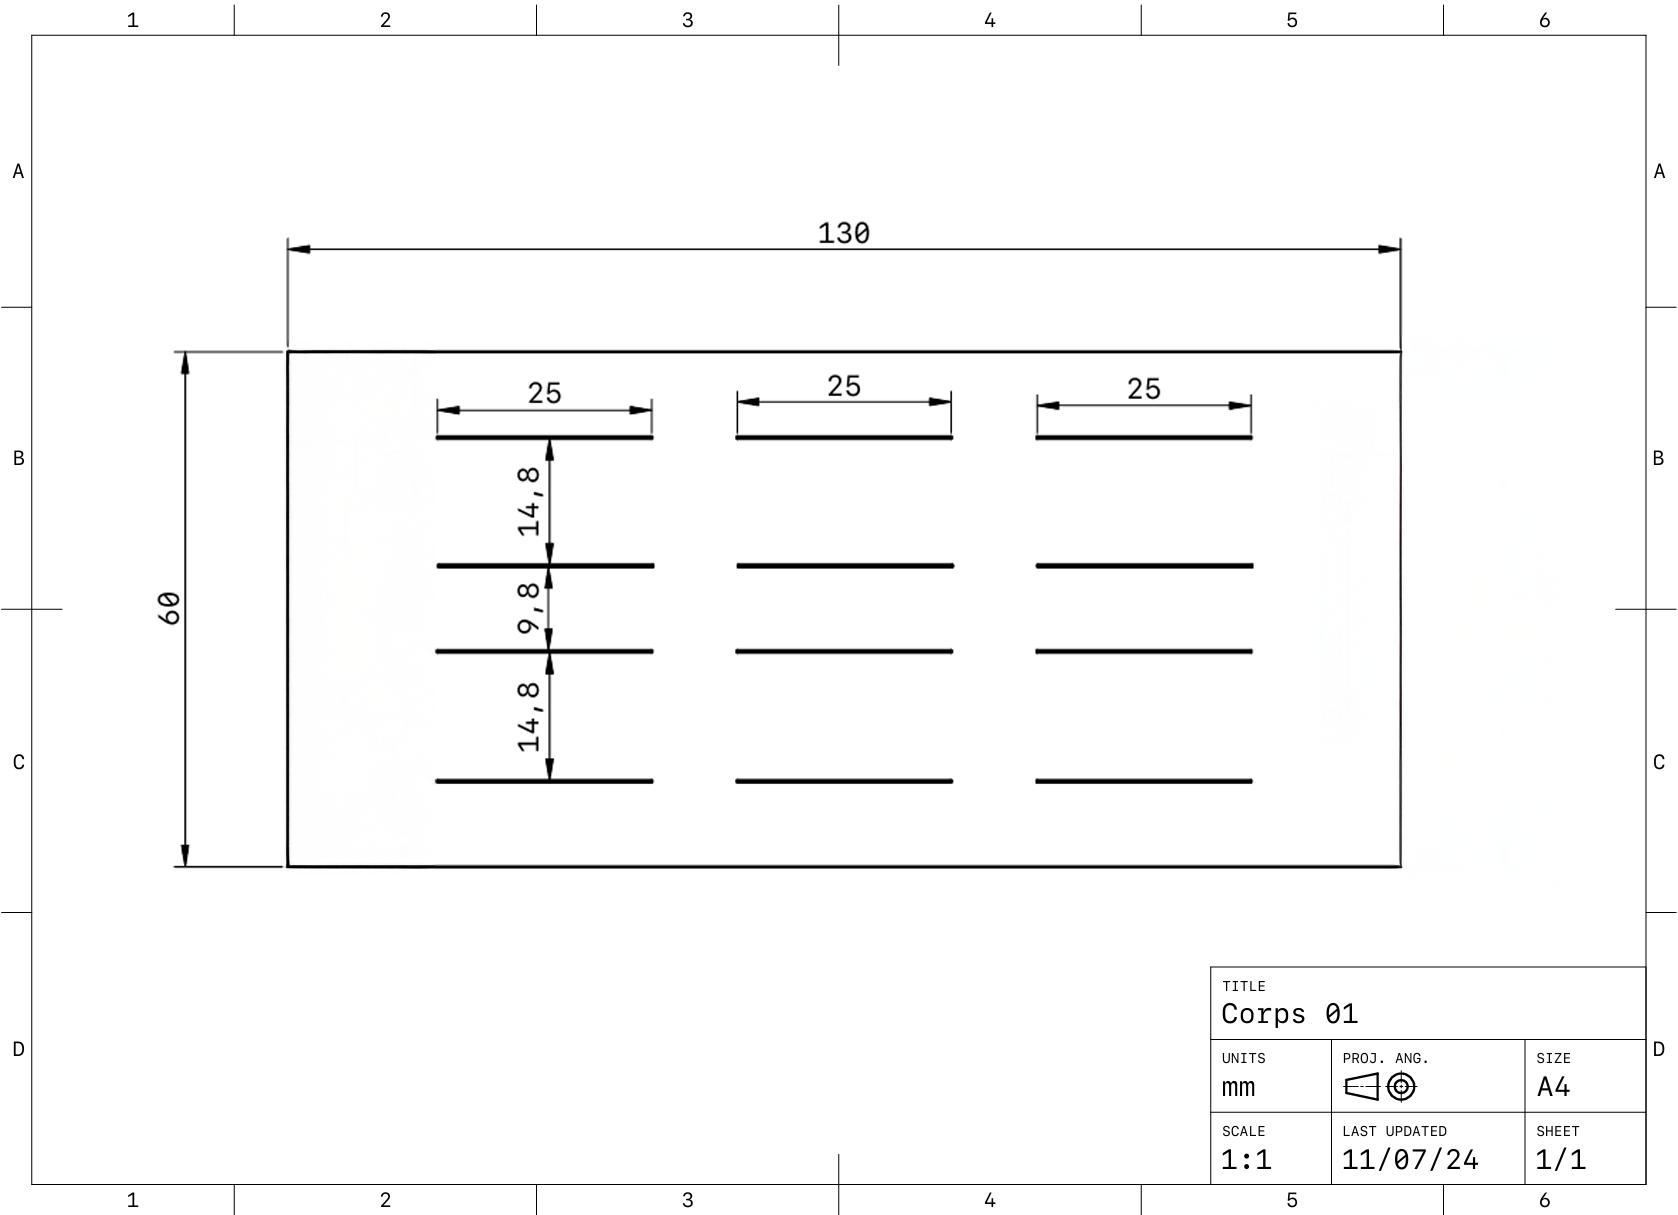 1 2 3 4 5 6
A A
130
25 25 25
B B
14,8
9,8
60
14,8
C C
TITLE
Corps 01
D D
UNITS PROJ. ANG. SIZE
mm A4
SCALE LAST UPDATED SHEET
1:1 11/07/24 1/1
1 2 3 4 5 6